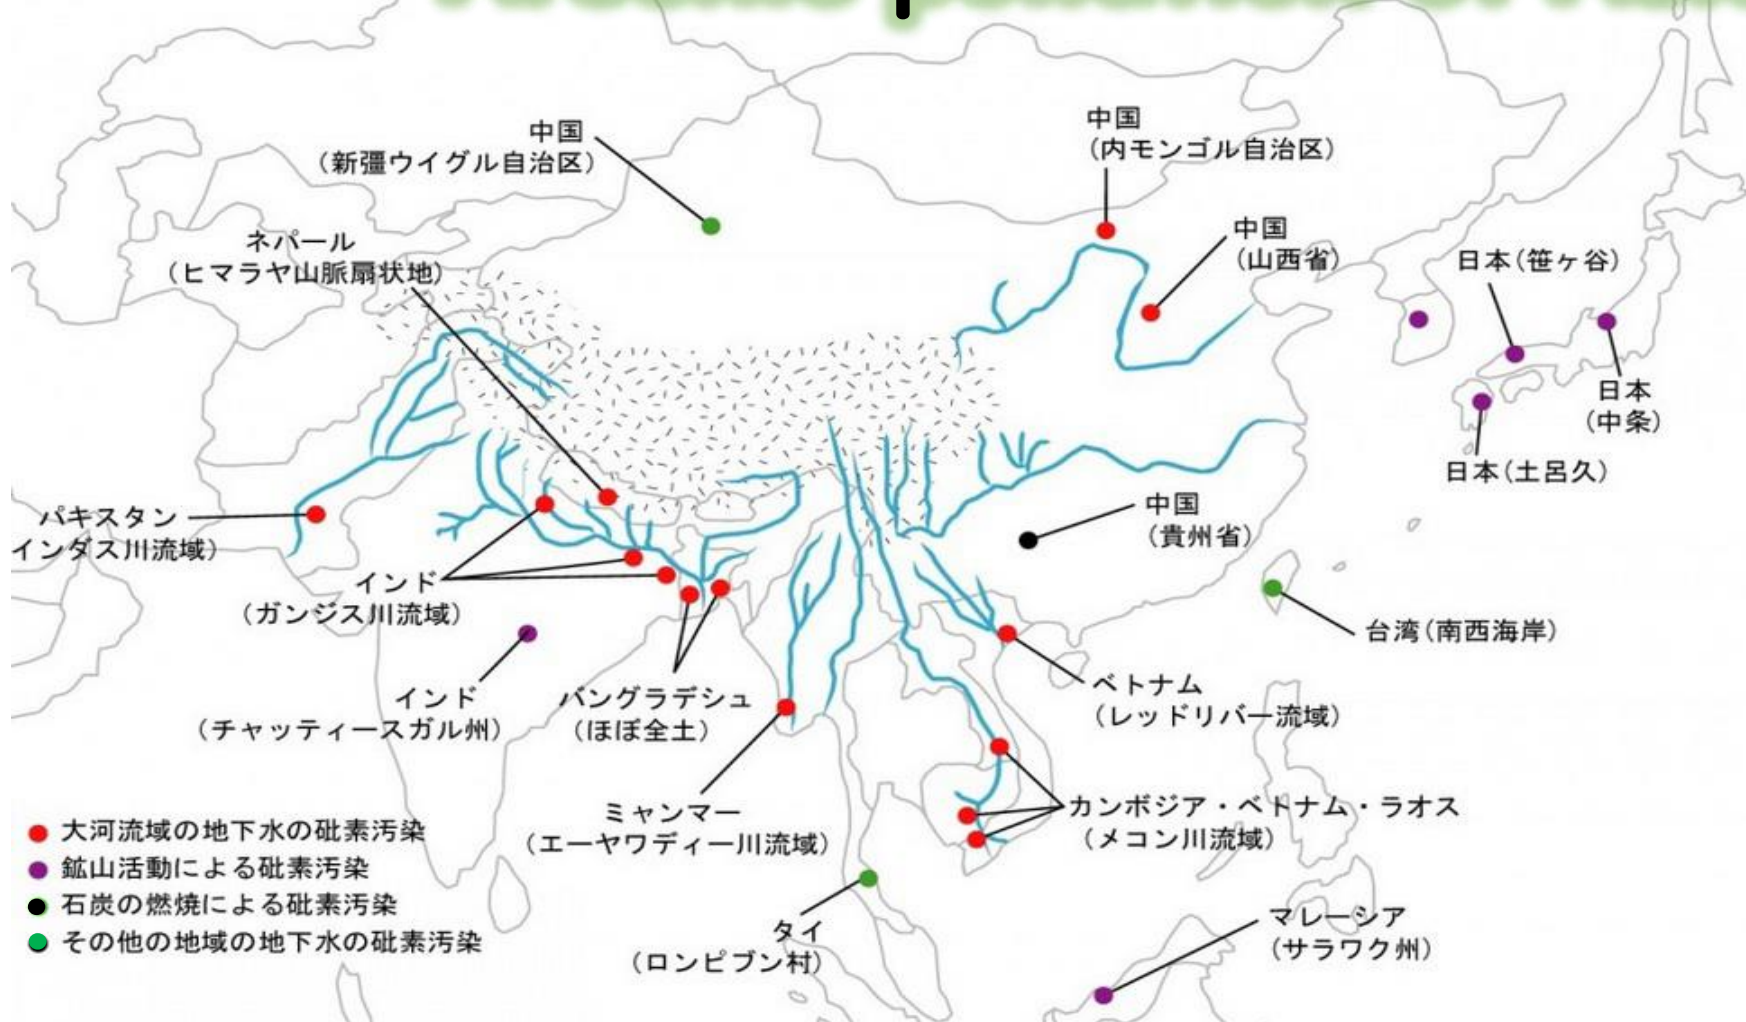 中国
（新疆ウイグル自治区）
中国
（内モンゴル自治区）
中国
（山西省）
ネパール
（ヒマラヤ山脈扇状地）
日本（笹ヶ谷）
日本
（中条）
日本（土呂久）
パキスタン
インダス川流域）
中国
（貴州省）
インド
（ガンジス川流域）
台湾（南西海岸）
インド
（チャッティースガル州）
バングラデシュ
（ほぼ全土）
ベトナム
（レッドリバー流域）
ミャンマー
（エーヤワディー川流域）
カンボジア・ベトナム・ラオス
（メコン川流域）
タイ
（ロンピブン村）
マレーシア
（サラワク州）
大河流域の地下水の砒素汚染
鉱山活動による砒素汚染
石炭の燃焼による砒素汚染
その他の地域の地下水の砒素汚染